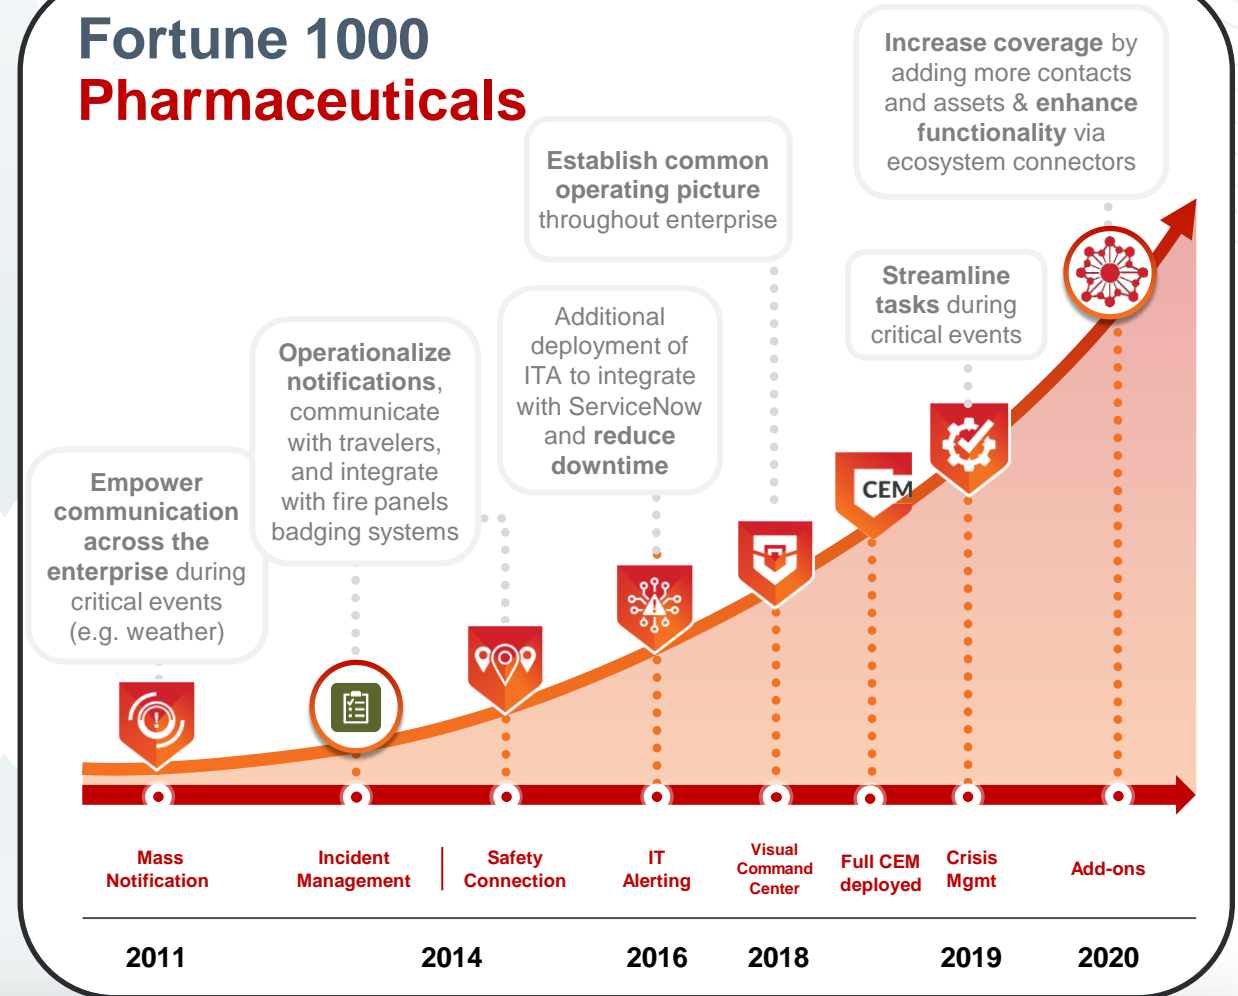 Fortune 1000
Pharmaceuticals
Increase coverage by
adding more contacts
and assets & enhance
functionality via
ecosystem connectors
Establish common
operating picture
throughout enterprise
Streamline
tasks during
critical events
Additional
deployment of
ITA to integrate
with ServiceNow
and reduce
downtime
Operationalize
notifications,
communicate
with travelers,
and integrate
with fire panels
badging systems
Empower
communication
across the
enterprise during
critical events
(e.g. weather)
CEM
Mass
Notification
Incident
Management
Safety
Connection
IT
Alerting
Visual
Command
Center
Full CEM
deployed
Crisis
Mgmt
Add-ons
2011
2014
2016
2018
2019
2020